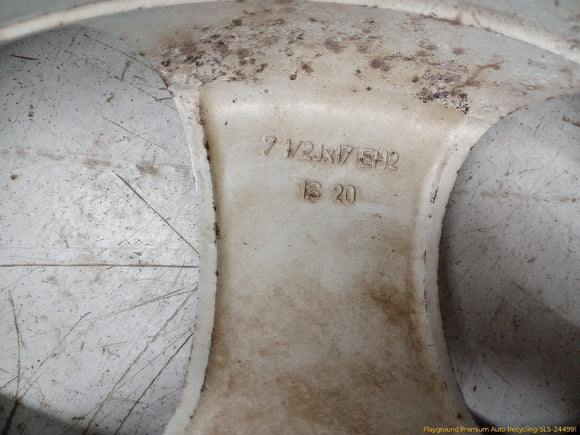 7 1/2Jx17 EH2
IS 20
Playground Premium Auto Recycling-SLS-244991